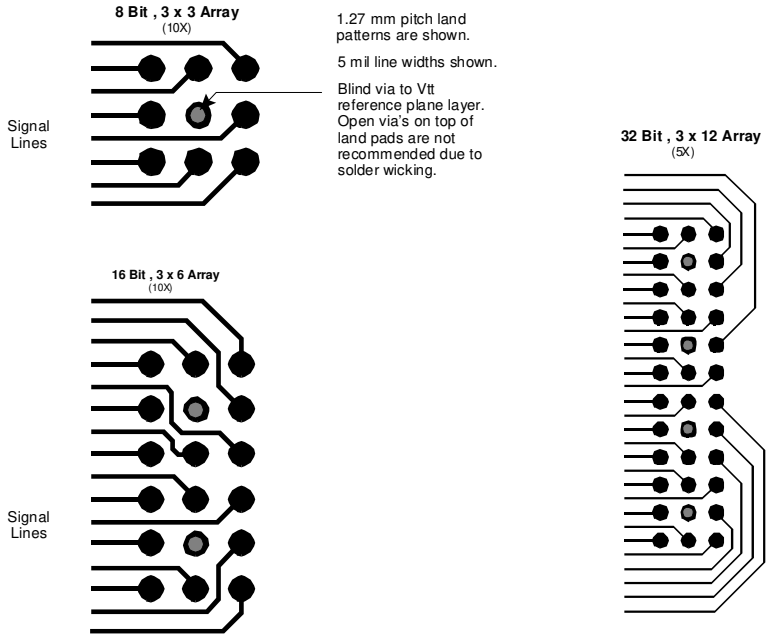 8 Bit , 3 x 3 Array
(10X)
1.27 mm pitch land
patterns are shown.
5 mil line widths shown.
Blind via to Vtt
reference plane layer.
Open via's on top of
land pads are not
recommended due to
solder wicking.
Signal
Lines
32 Bit , 3 x 12 Array
(5X)
16 Bit , 3 x 6 Array
(10X)
Signal
Lines